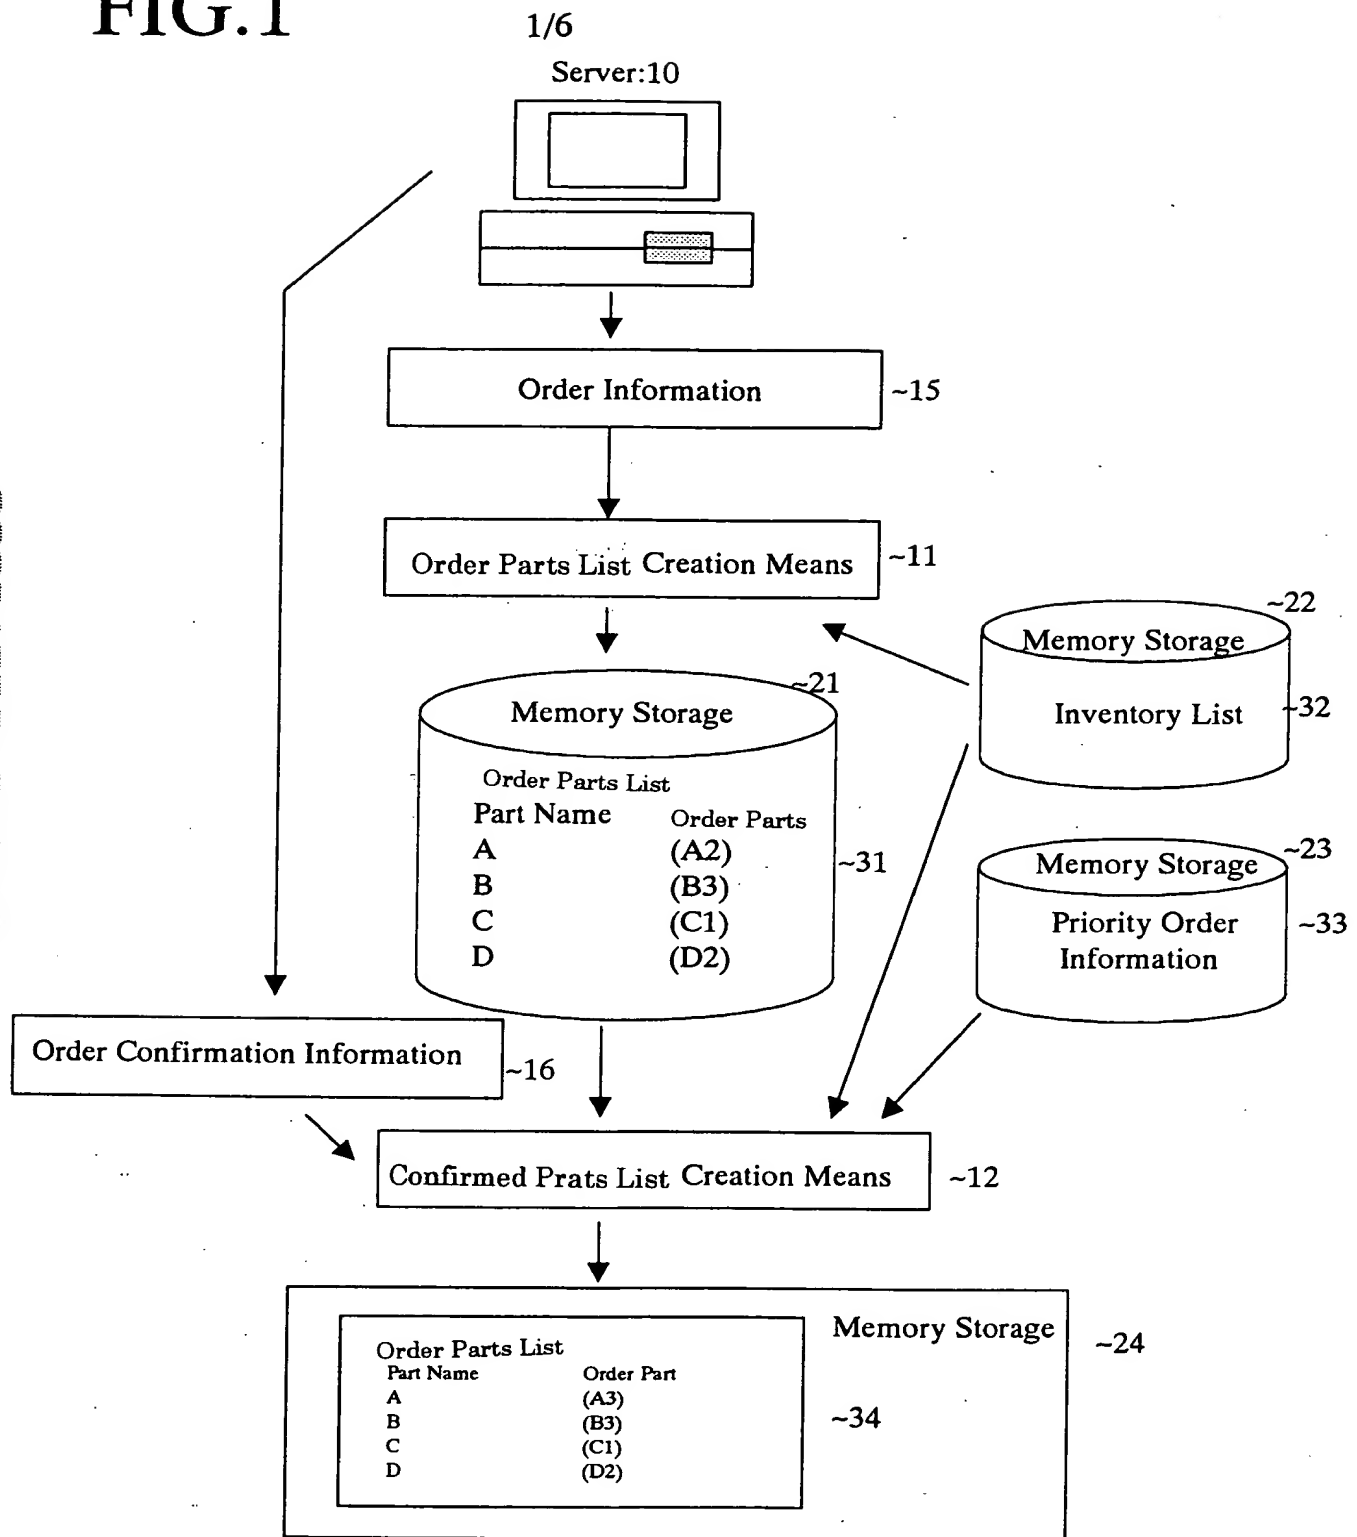 FIG.1
1/6
Server:10
Order Information
~15
Order Parts List Creation Means
~11
~22
Memory Storage
Inventory List
~32
~21
Memory Storage
Order Parts List
Part Name Order Parts
A (A2)
B (B3)
C (C1)
D (D2)
~31
~23
Memory Storage
Priority Order
Information
~33
Order Confirmation Information
~16
Confirmed Prats List Creation Means
~12
Memory Storage
~24
Order Parts List
Part Name Order Part
A (A3)
B (B3)
C (C1)
D (D2)
~34